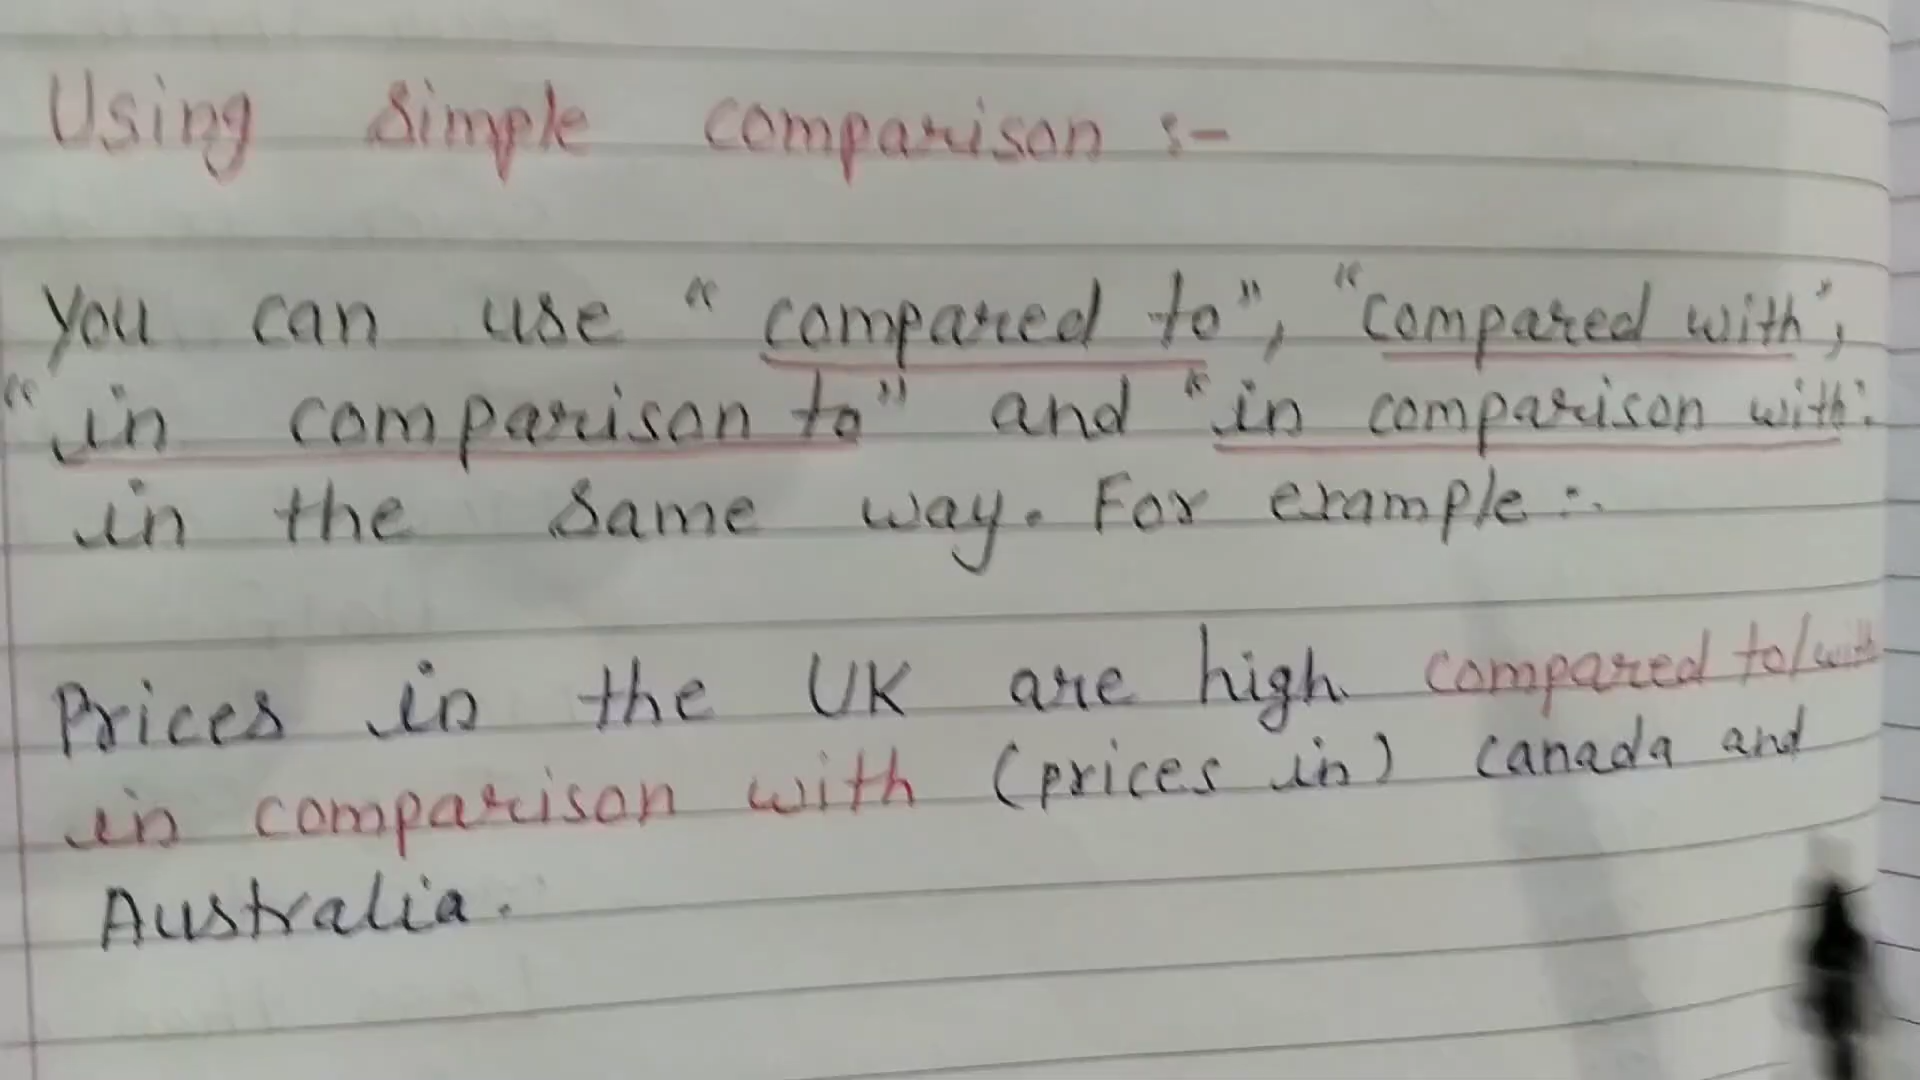 Using simple comparison :-
You can use "compared to", "compared with",
"in comparison to" and "in comparison with"
in the same way. For example :.
Prices in the UK are high compared to/with
in comparison with (prices in) Canada and
Australia.